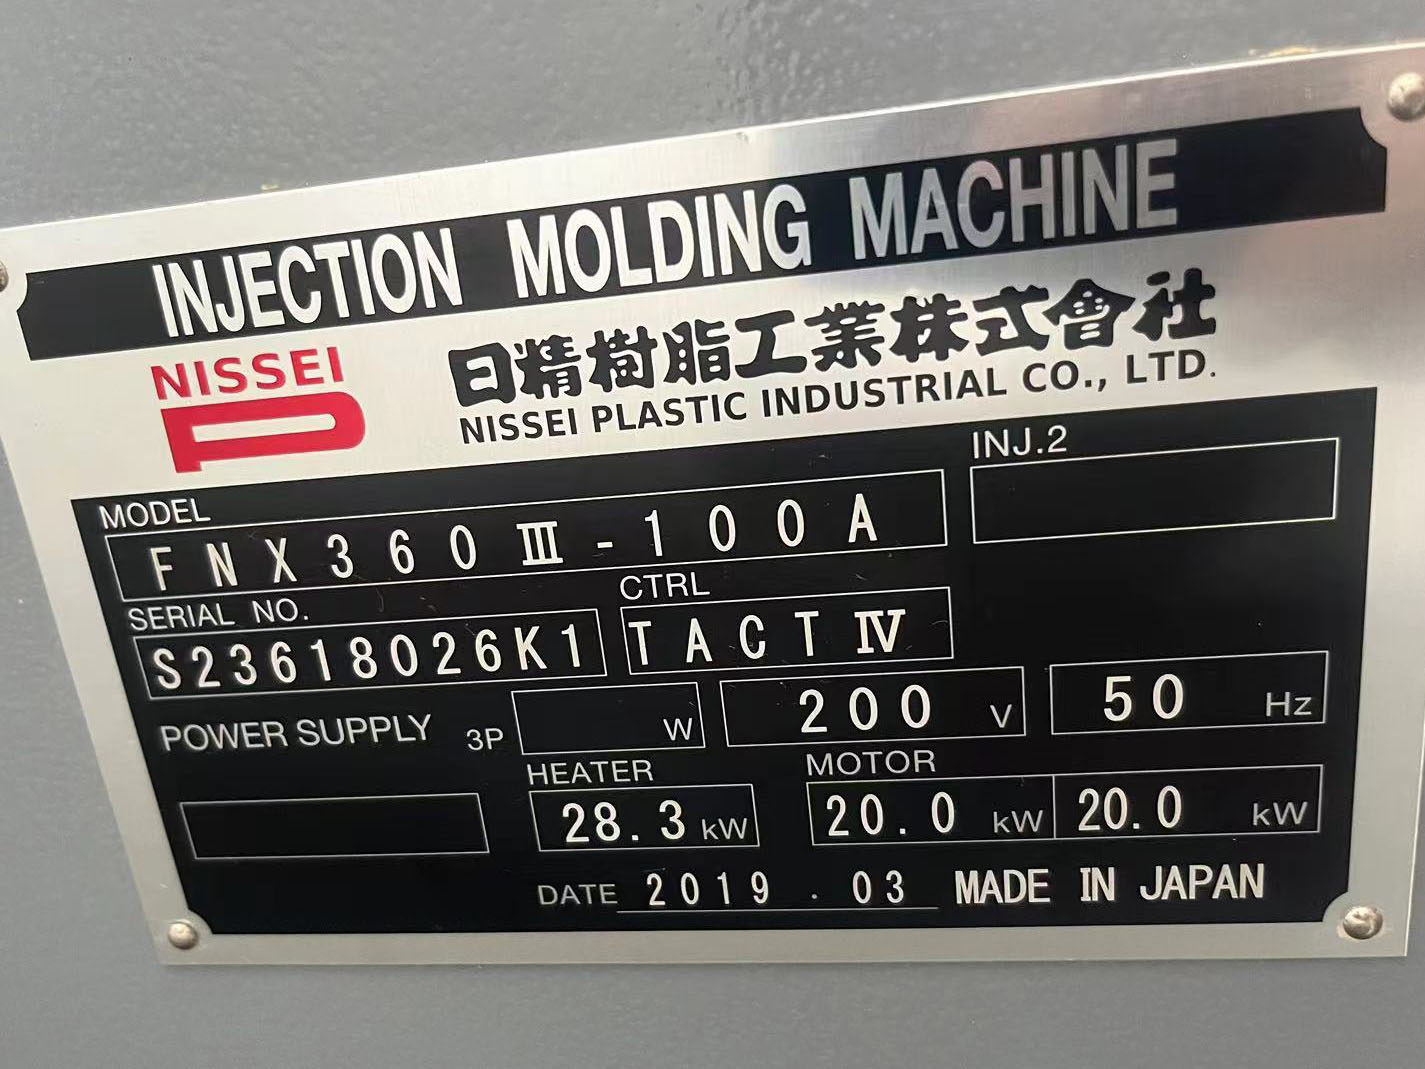 INJECTION MOLDING MACHINE
NISSEI
日精樹脂工業株式會社
NISSEI PLASTIC INDUSTRIAL CO., LTD.
INJ.2
MODEL
FNX360Ⅲ-100A
SERIAL NO.
CTRL
S23618026K1
TACTⅣ
POWER SUPPLY 3P W 200 V 50 Hz
HEATER
MOTOR
28.3 kW
20.0 kW 20.0 kW
DATE 2019.03 MADE IN JAPAN